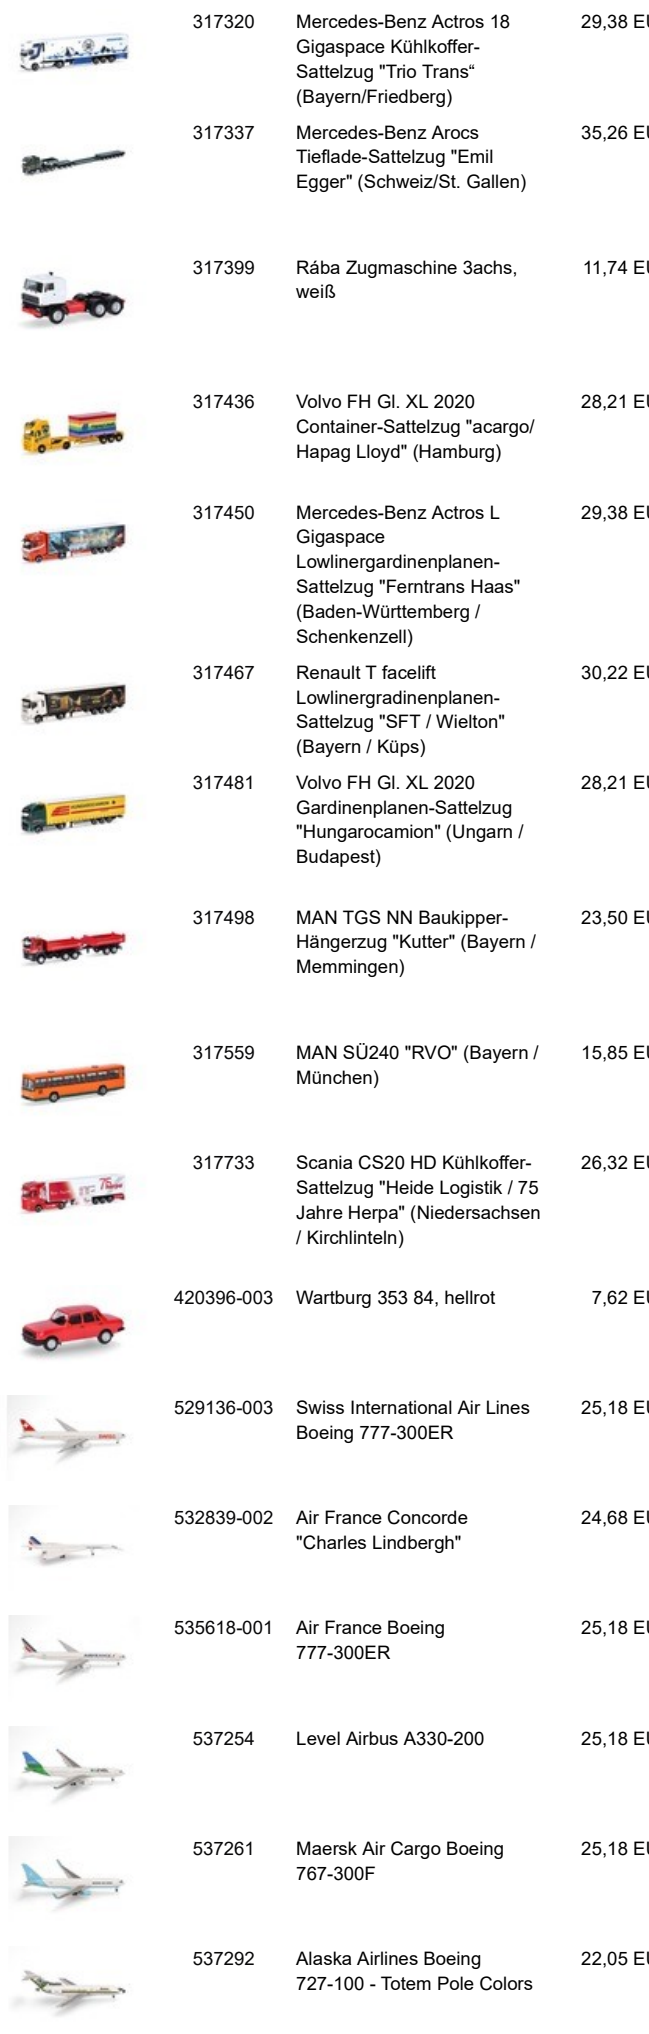 317320 Mercedes-Benz Actros 18 29,38 EU
Gigaspace Kühlkoffer-
Sattelzug "Trio Trans“
(Bayern/Friedberg)
317337 Mercedes-Benz Arocs 35,26 EU
Tieflade-Sattelzug "Emil
Egger" (Schweiz/St. Gallen)
317399 Rába Zugmaschine 3achs, 11,74 EU
weiß
317436 Volvo FH Gl. XL 2020 28,21 EU
Container-Sattelzug "acargo/
Hapag Lloyd" (Hamburg)
317450 Mercedes-Benz Actros L 29,38 EU
Gigaspace
Lowlinergardinenplanen-
Sattelzug "Ferntrans Haas"
(Baden-Württemberg /
Schenkenzell)
317467 Renault T facelift 30,22 EU
Lowlinergradinenplanen-
Sattelzug "SFT / Wielton"
(Bayern / Küps)
317481 Volvo FH Gl. XL 2020 28,21 EU
Gardinenplanen-Sattelzug
"Hungarocamion" (Ungarn /
Budapest)
317498 MAN TGS NN Baukipper- 23,50 EU
Hängerzug "Kutter" (Bayern /
Memmingen)
317559 MAN SÜ240 "RVO" (Bayern / 15,85 EU
München)
317733 Scania CS20 HD Kühlkoffer- 26,32 EU
Sattelzug "Heide Logistik / 75
Jahre Herpa" (Niedersachsen
/ Kirchlinteln)
420396-003 Wartburg 353 84, hellrot 7,62 EU
529136-003 Swiss International Air Lines 25,18 EU
Boeing 777-300ER
532839-002 Air France Concorde 24,68 EU
"Charles Lindbergh"
535618-001 Air France Boeing 25,18 EU
777-300ER
537254 Level Airbus A330-200 25,18 EU
537261 Maersk Air Cargo Boeing 25,18 EU
767-300F
537292 Alaska Airlines Boeing 22,05 EU
727-100 - Totem Pole Colors